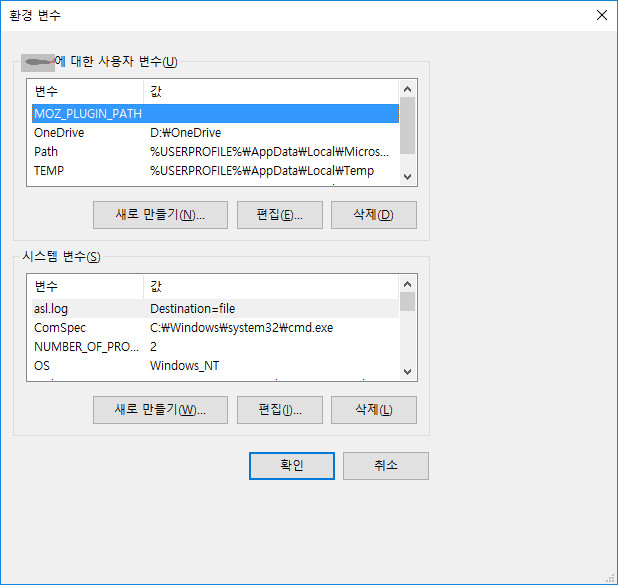 환경 변수
에 대한 사용자 변수(U)
변수 값
MOZ_PLUGIN_PATH
OneDrive D:₩OneDrive
Path %USERPROFILE%₩AppData₩Local₩Micros...
TEMP %USERPROFILE%₩AppData₩Local₩Temp
새로 만들기(N)... 편집(E)... 삭제(D)
시스템 변수(S)
변수 값
asl.log Destination=file
ComSpec C:₩Windows₩system32₩cmd.exe
NUMBER_OF_PRO... 2
OS Windows_NT
새로 만들기(W)... 편집(I)... 삭제(L)
확인 취소